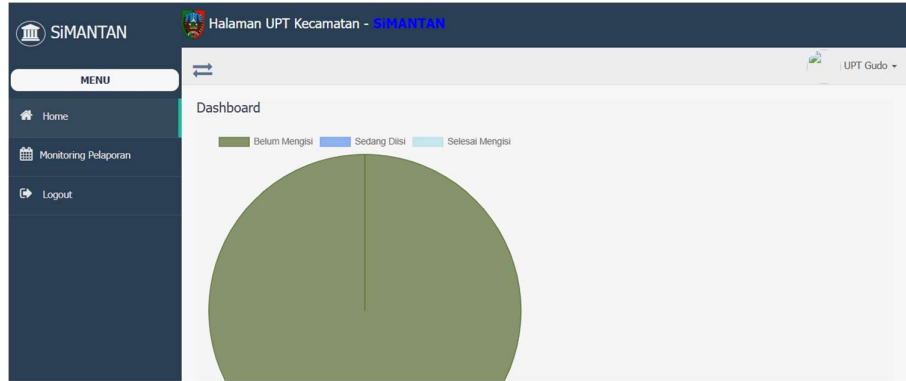 SiMANTAN
Halaman UPT Kecamatan - SiMANTAN
MENU
UPT Gudo
Home
Monitoring Pelaporan
Logout
Dashboard
Belum Mengisi Sedang Diisi Selesai Mengisi